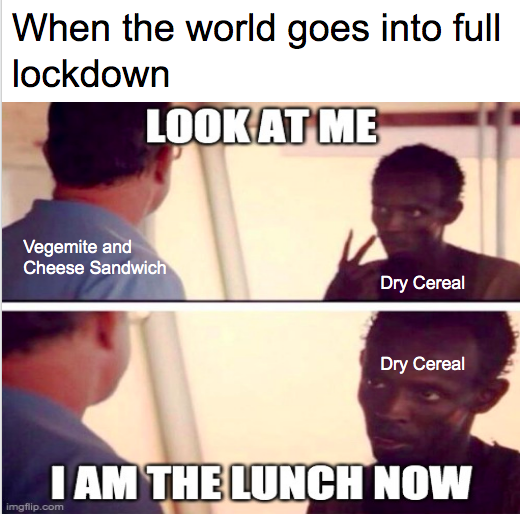 When the world goes into full
lockdown
LOOK AT ME
Vegemite and
Cheese Sandwich
Dry Cereal
Dry Cereal
I AM THE LUNCH NOW
imgflip.com